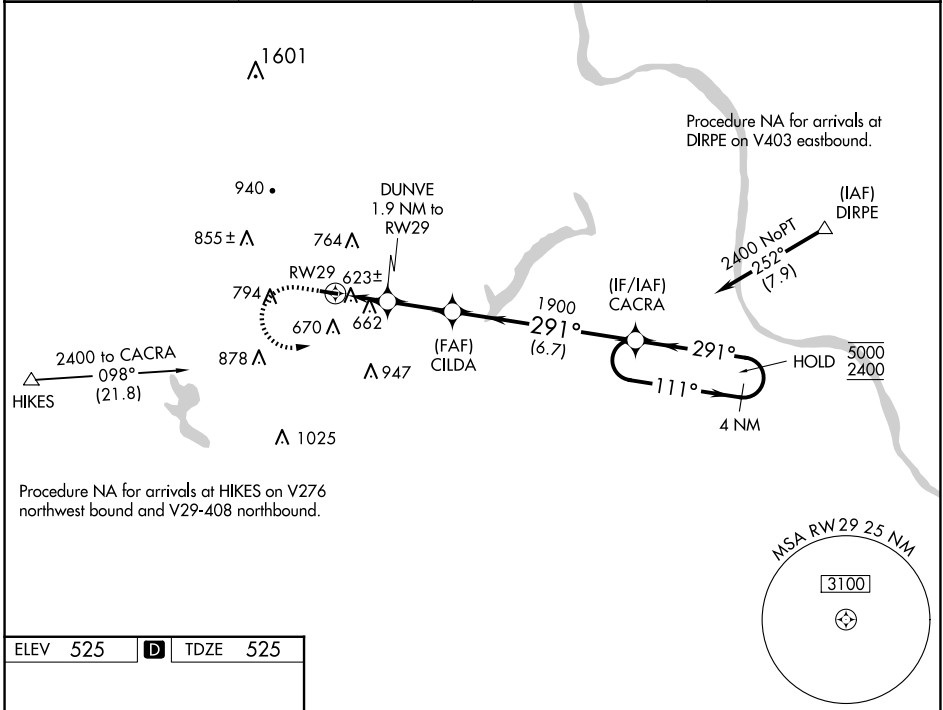 1601
Procedure NA for arrivals at
DIRPE on V403 eastbound.
940
DUNVE
1.9 NM to
RW29
(IAF)
DIRPE
855±
764
2400 NoPT
252°
(7.9)
RW29
623±
794
(IF/IAF)
CACRA
1900
291°
(6.7)
670
662
(FAF)
CILDA
291°
HOLD
5000
2400
2400 to CACRA
098°
(21.8)
HIKES
878
947
111°
4 NM
1025
Procedure NA for arrivals at HIKES on V276
northwest bound and V29-408 northbound.
MSA RW 29 25 NM
3100
ELEV 525 D TDZE 525